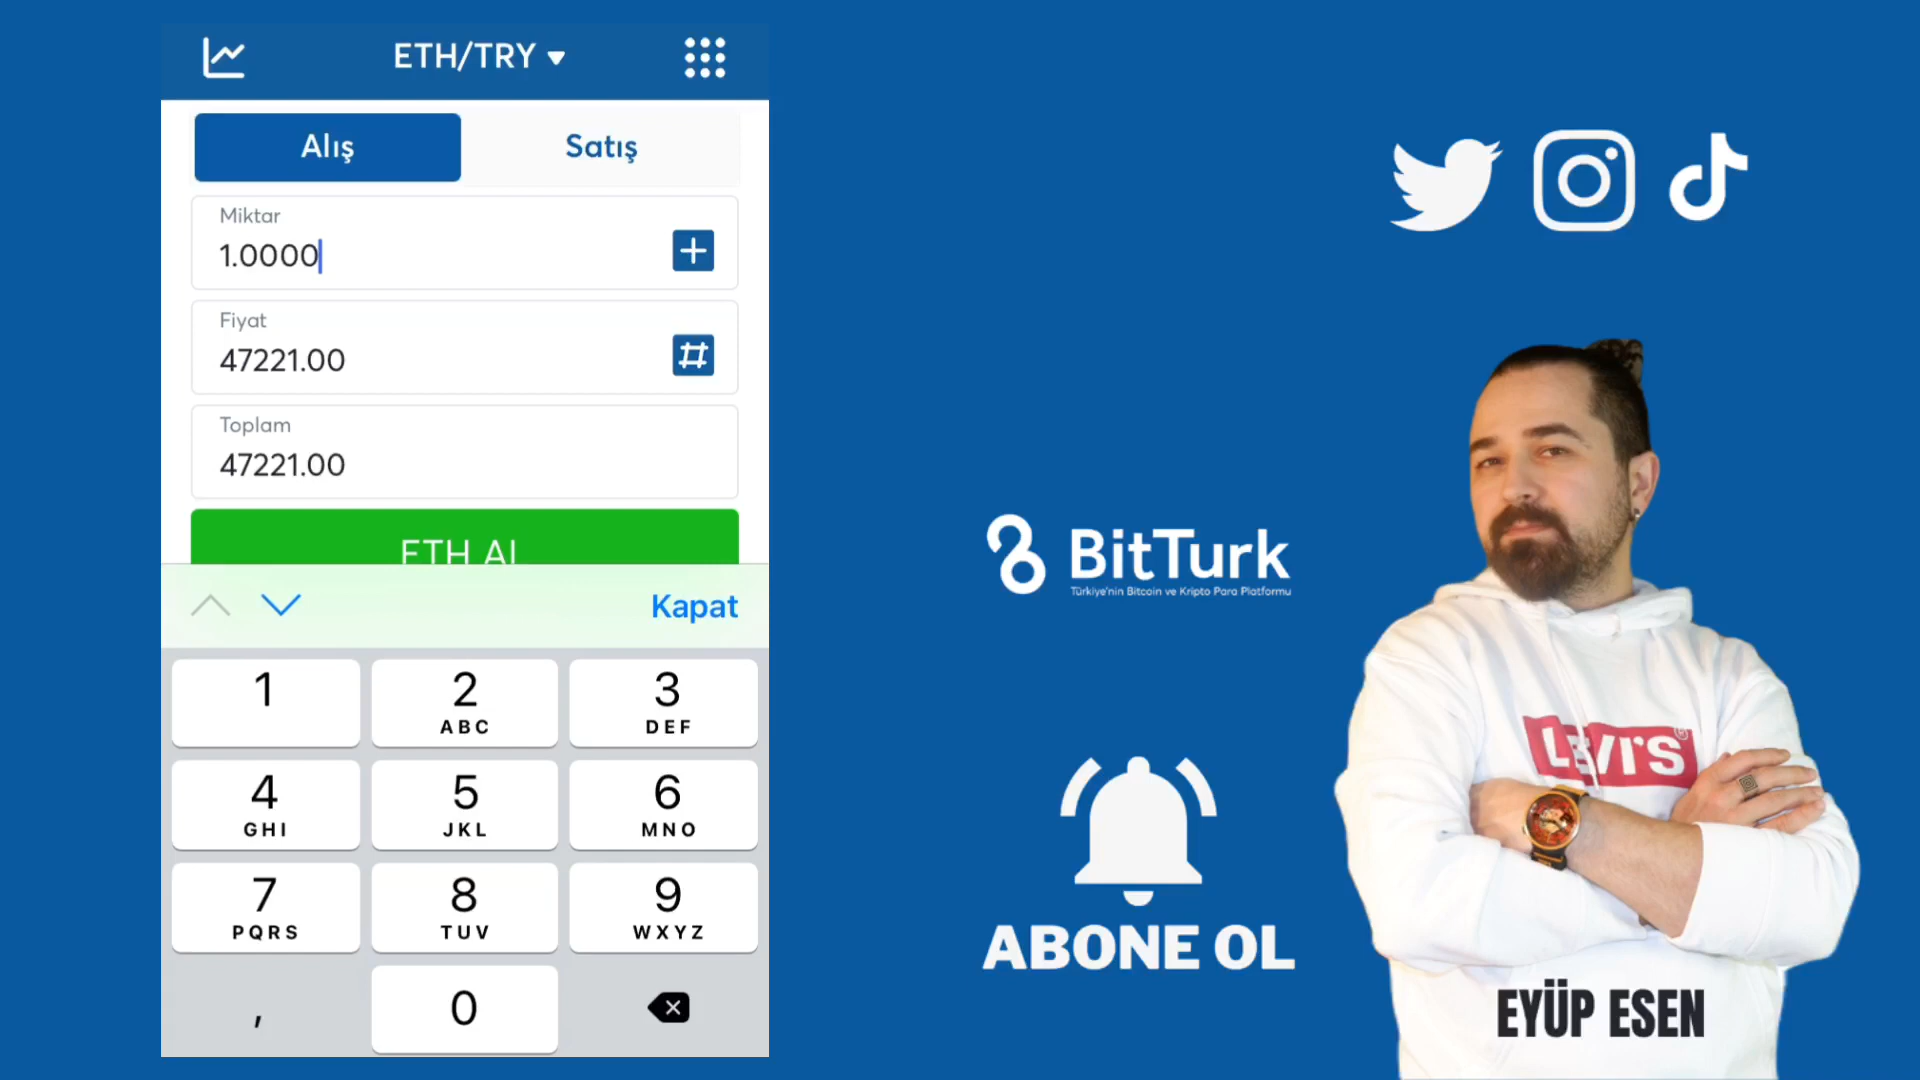 ETH/TRY
Alış
Satış
Miktar
1.0000
Fiyat
47221.00
Toplam
47221.00
ETH AL
Kapat
1
2
ABC
3
DEF
4
GHI
5
JKL
6
MNO
7
PQRS
8
TUV
9
WXYZ
,
0
BitTurk
Türkiye'nin Bitcoin ve Kripto Para Platformu
ABONE OL
LEVI'S®
EYÜP ESEN